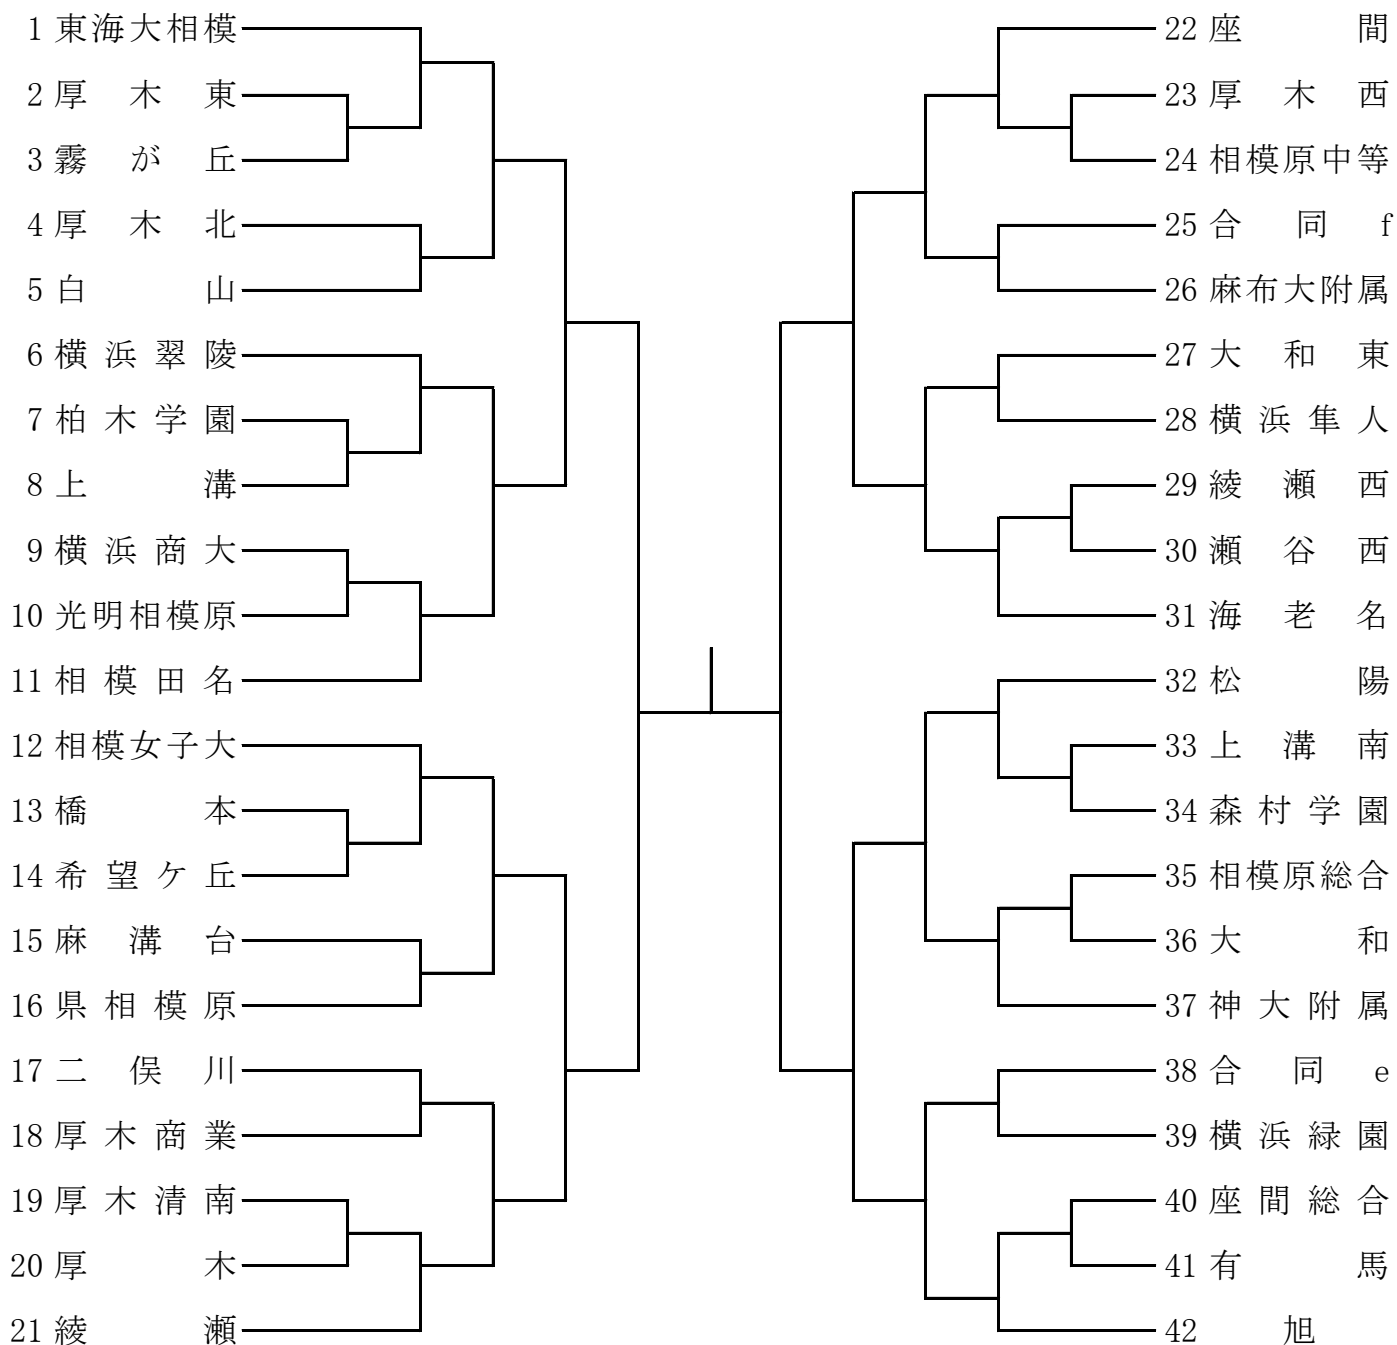 1 東海大相模
2 厚木東
3 霧が丘
4 厚木北
5 白山
6 横浜翠陵
7 柏木学園
8 上溝
9 横浜商大
10 光明相模原
11 相模田名
12 相模女子大
13 橋本
14 希望ケ丘
15 麻溝台
16 県相模原
17 二俣川
18 厚木商業
19 厚木清南
20 厚木
21 綾瀬
22 座間
23 厚木西
24 相模原中等
25 合同f
26 麻布大附属
27 大和東
28 横浜隼人
29 綾瀬西
30 瀬谷西
31 海老名
32 松陽
33 上溝南
34 森村学園
35 相模原総合
36 大和
37 神大附属
38 合同e
39 横浜緑園
40 座間総合
41 有馬
42 旭